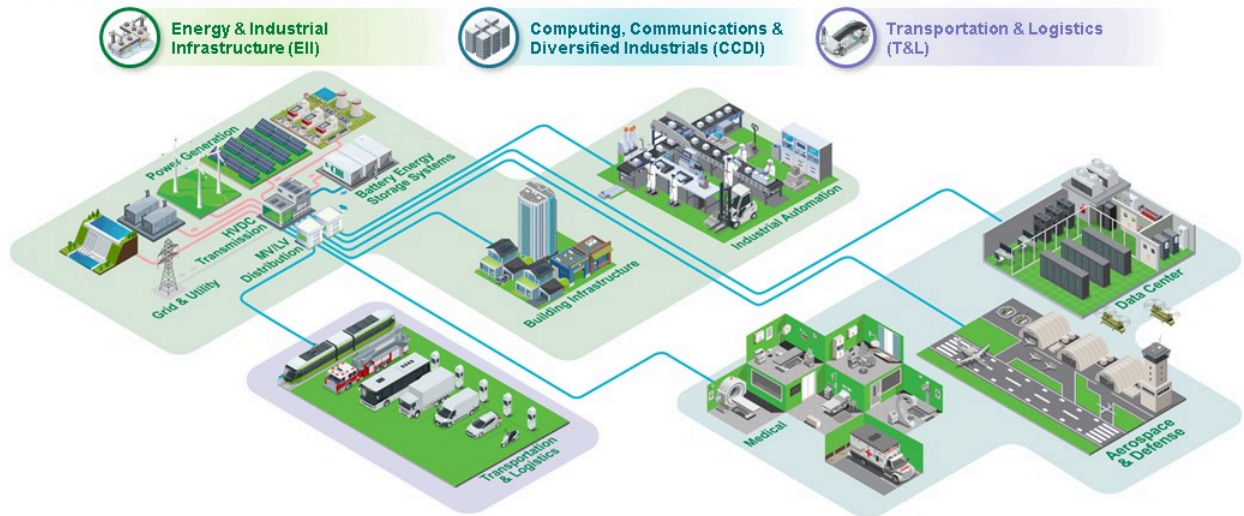 Energy & Industrial
Infrastructure (EII)
Computing, Communications &
Diversified Industrials (CCDI)
Transportation & Logistics
(T&L)
Power Generation
Battery Energy
Storage Systems
HVDC
Transmission
MV/LV
Distribution
Grid & Utility
Building Infrastructure
Industrial Automation
Data Center
Transportation
& Logistics
Medical
Aerospace
& Defense